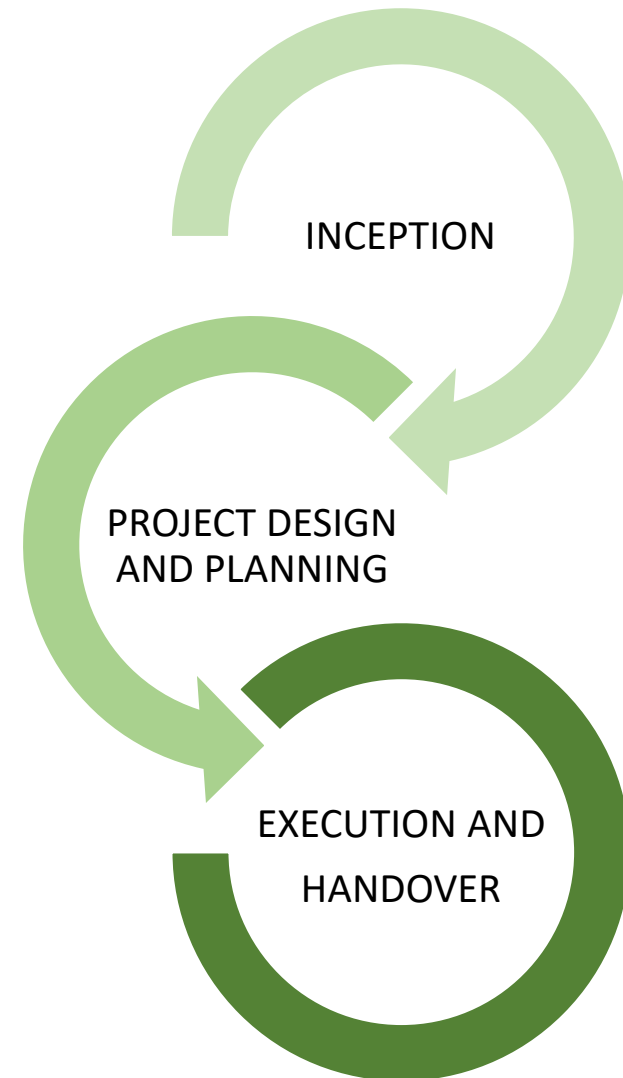 INCEPTION
PROJECT DESIGN
AND PLANNING
EXECUTION AND
HANDOVER